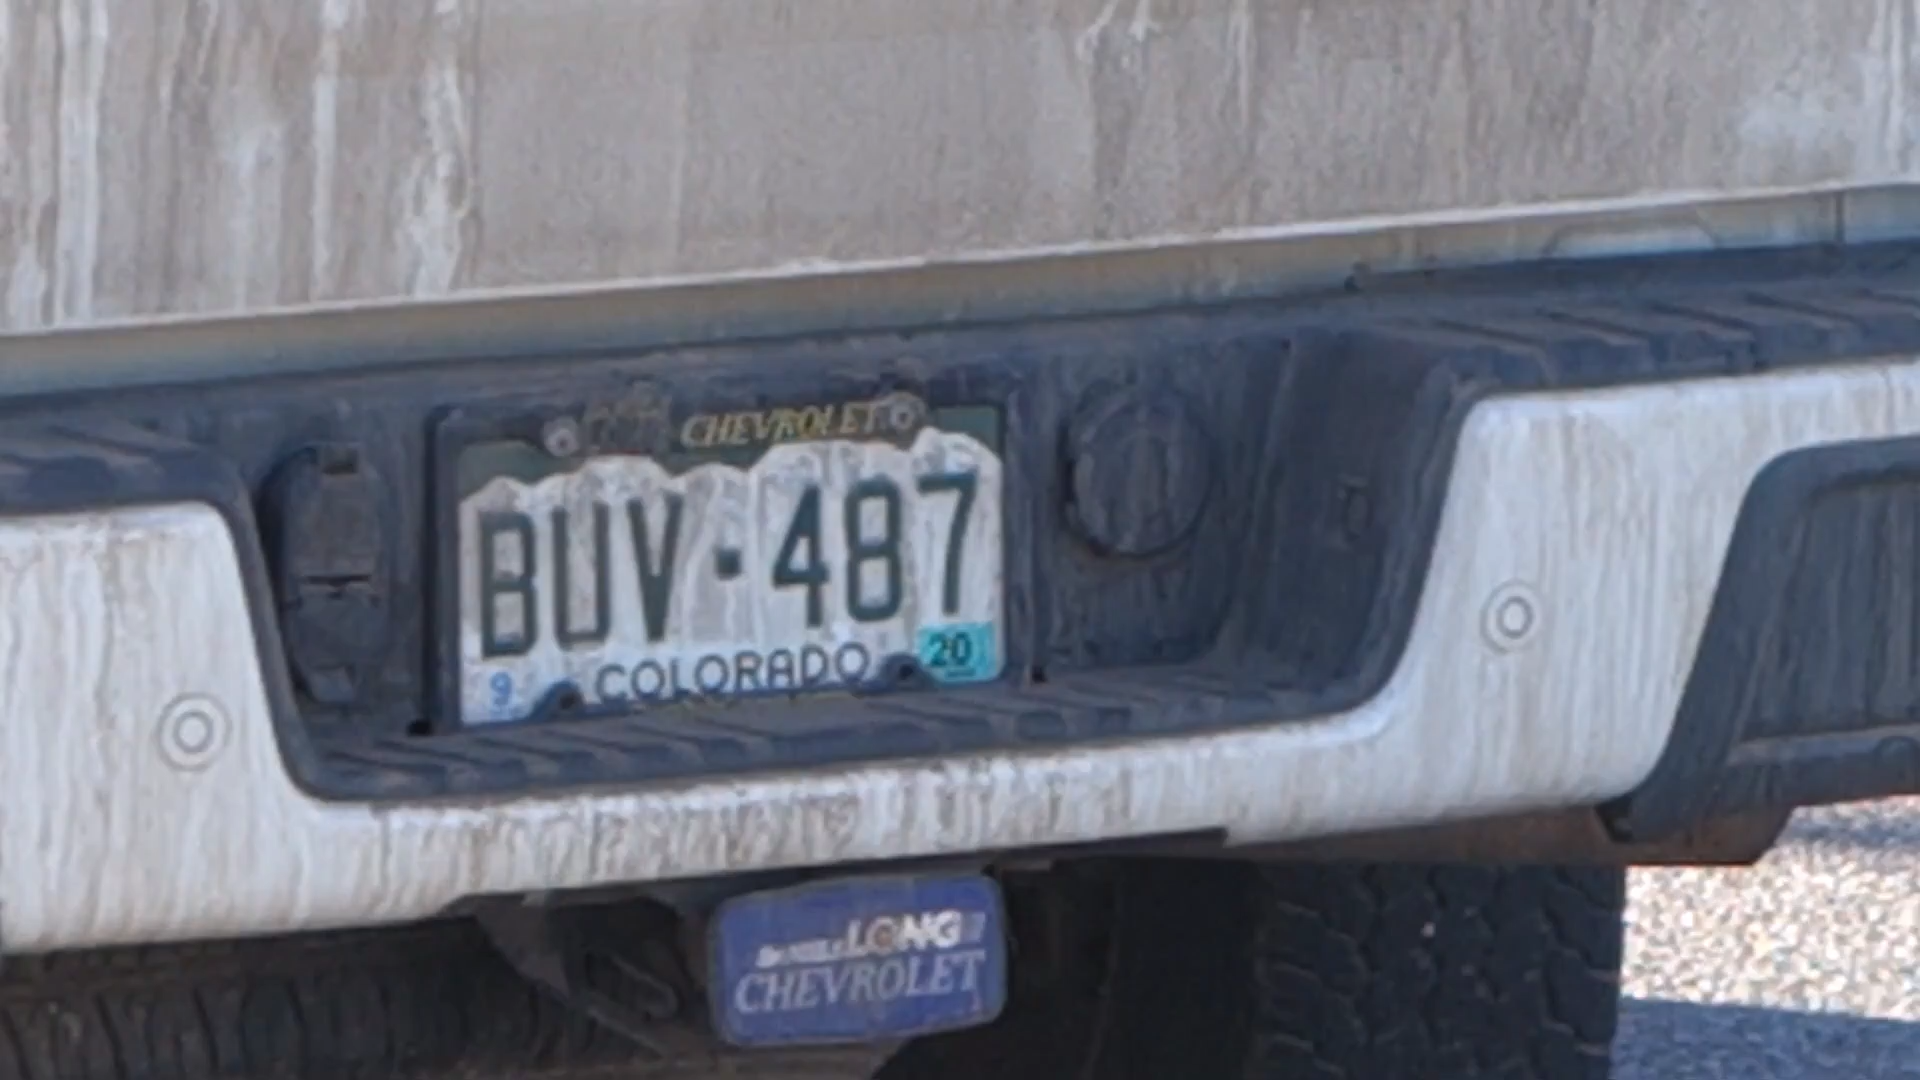 CHEVROLET
BUV-487
9 COLORADO 20
LONG
CHEVROLET